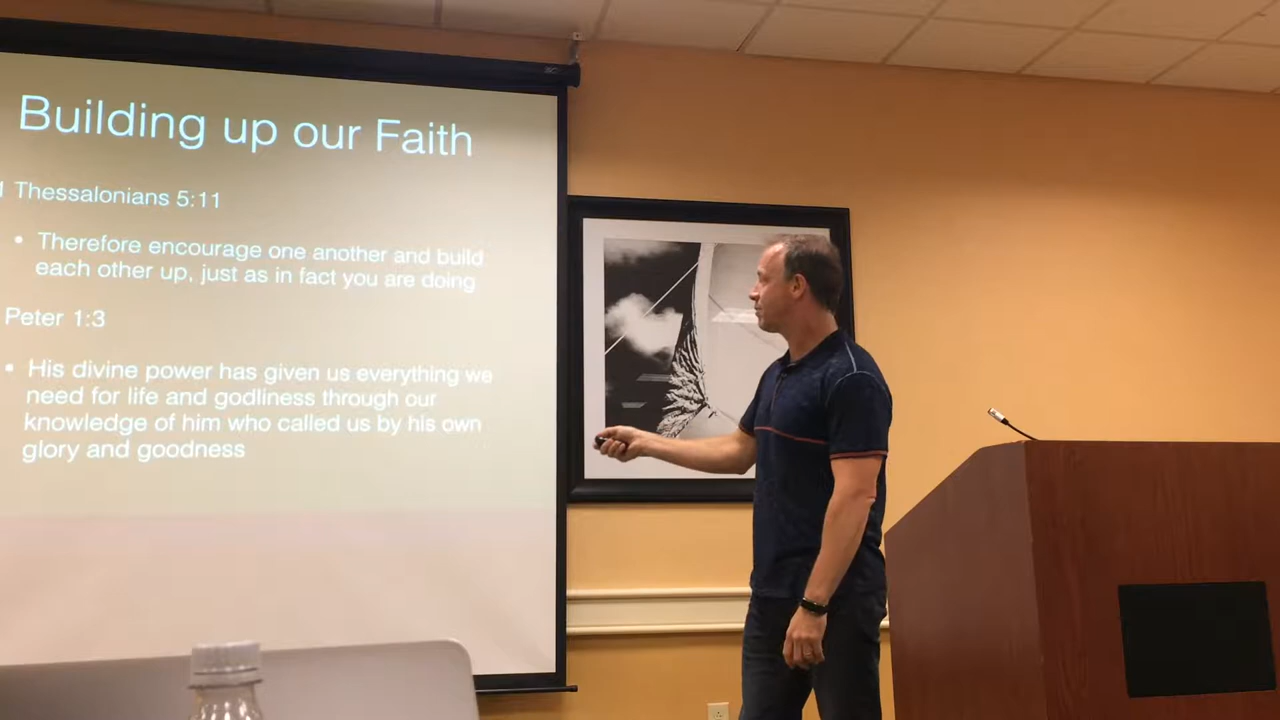 Building up our Faith
1 Thessalonians 5:11
• Therefore encourage one another and build
each other up, just as in fact you are doing
Peter 1:3
• His divine power has given us everything we
need for life and godliness through our
knowledge of him who called us by his own
glory and goodness